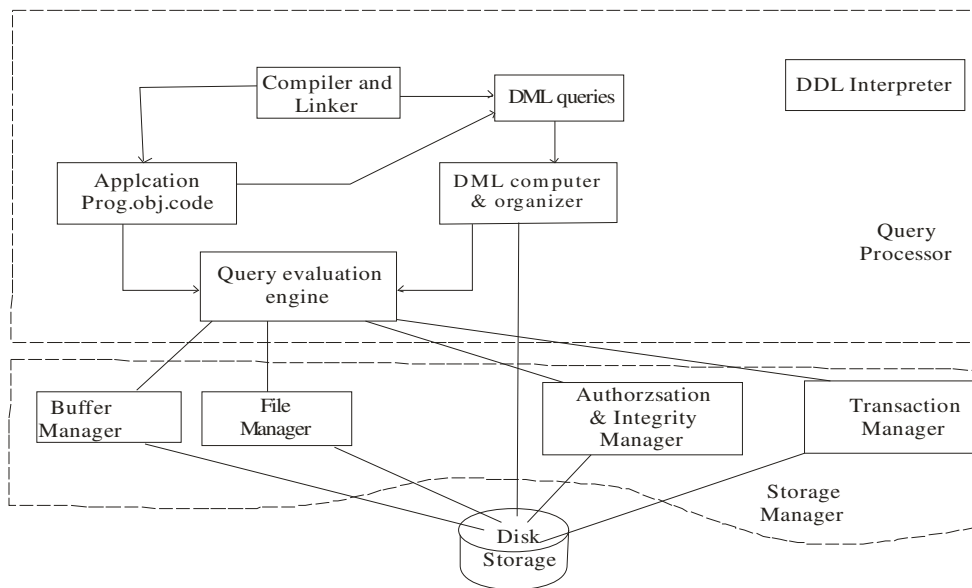 Compiler and
Linker
DML queries
DDL Interpreter
Applcation
Prog.obj.code
DML computer
& organizer
Query
Processor
Query evaluation
engine
Buffer
Manager
File
Manager
Authorzsation
& Integrity
Manager
Transaction
Manager
Storage
Manager
Disk
Storage